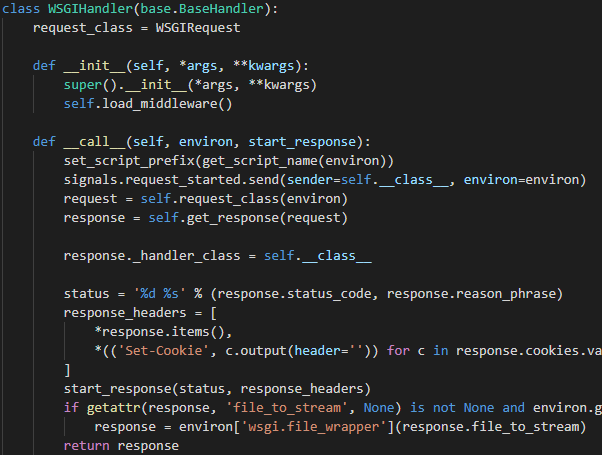 class WSGIHandler(base.BaseHandler):
    request_class = WSGIRequest

    def __init__(self, *args, **kwargs):
        super().__init__(*args, **kwargs)
        self.load_middleware()

    def __call__(self, environ, start_response):
        set_script_prefix(get_script_name(environ))
        signals.request_started.send(sender=self.__class__, environ=environ)
        request = self.request_class(environ)
        response = self.get_response(request)

        response._handler_class = self.__class__

        status = '%d %s' % (response.status_code, response.reason_phrase)
        response_headers = [
            *response.items(),
            *(('Set-Cookie', c.output(header='')) for c in response.cookies.va
        ]
        start_response(status, response_headers)
        if getattr(response, 'file_to_stream', None) is not None and environ.g
            response = environ['wsgi.file_wrapper'](response.file_to_stream)
        return response